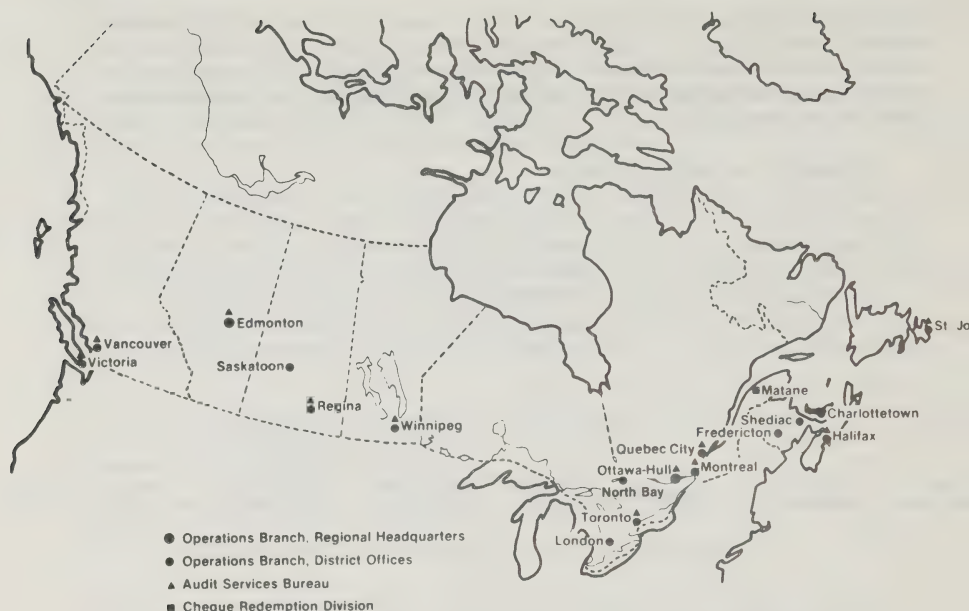 Edmonton
Vancouver
Victoria
Saskatoon
Regina
Winnipeg
St Jo
Matane
Charlottetown
Shediac
Fredericton
Halifax
Quebec City
Ottawa-Hull
Montreal
North Bay
Toronto
London
Operations Branch, Regional Headquarters
Operations Branch, District Offices
Audit Services Bureau
Cheque Redemption Division